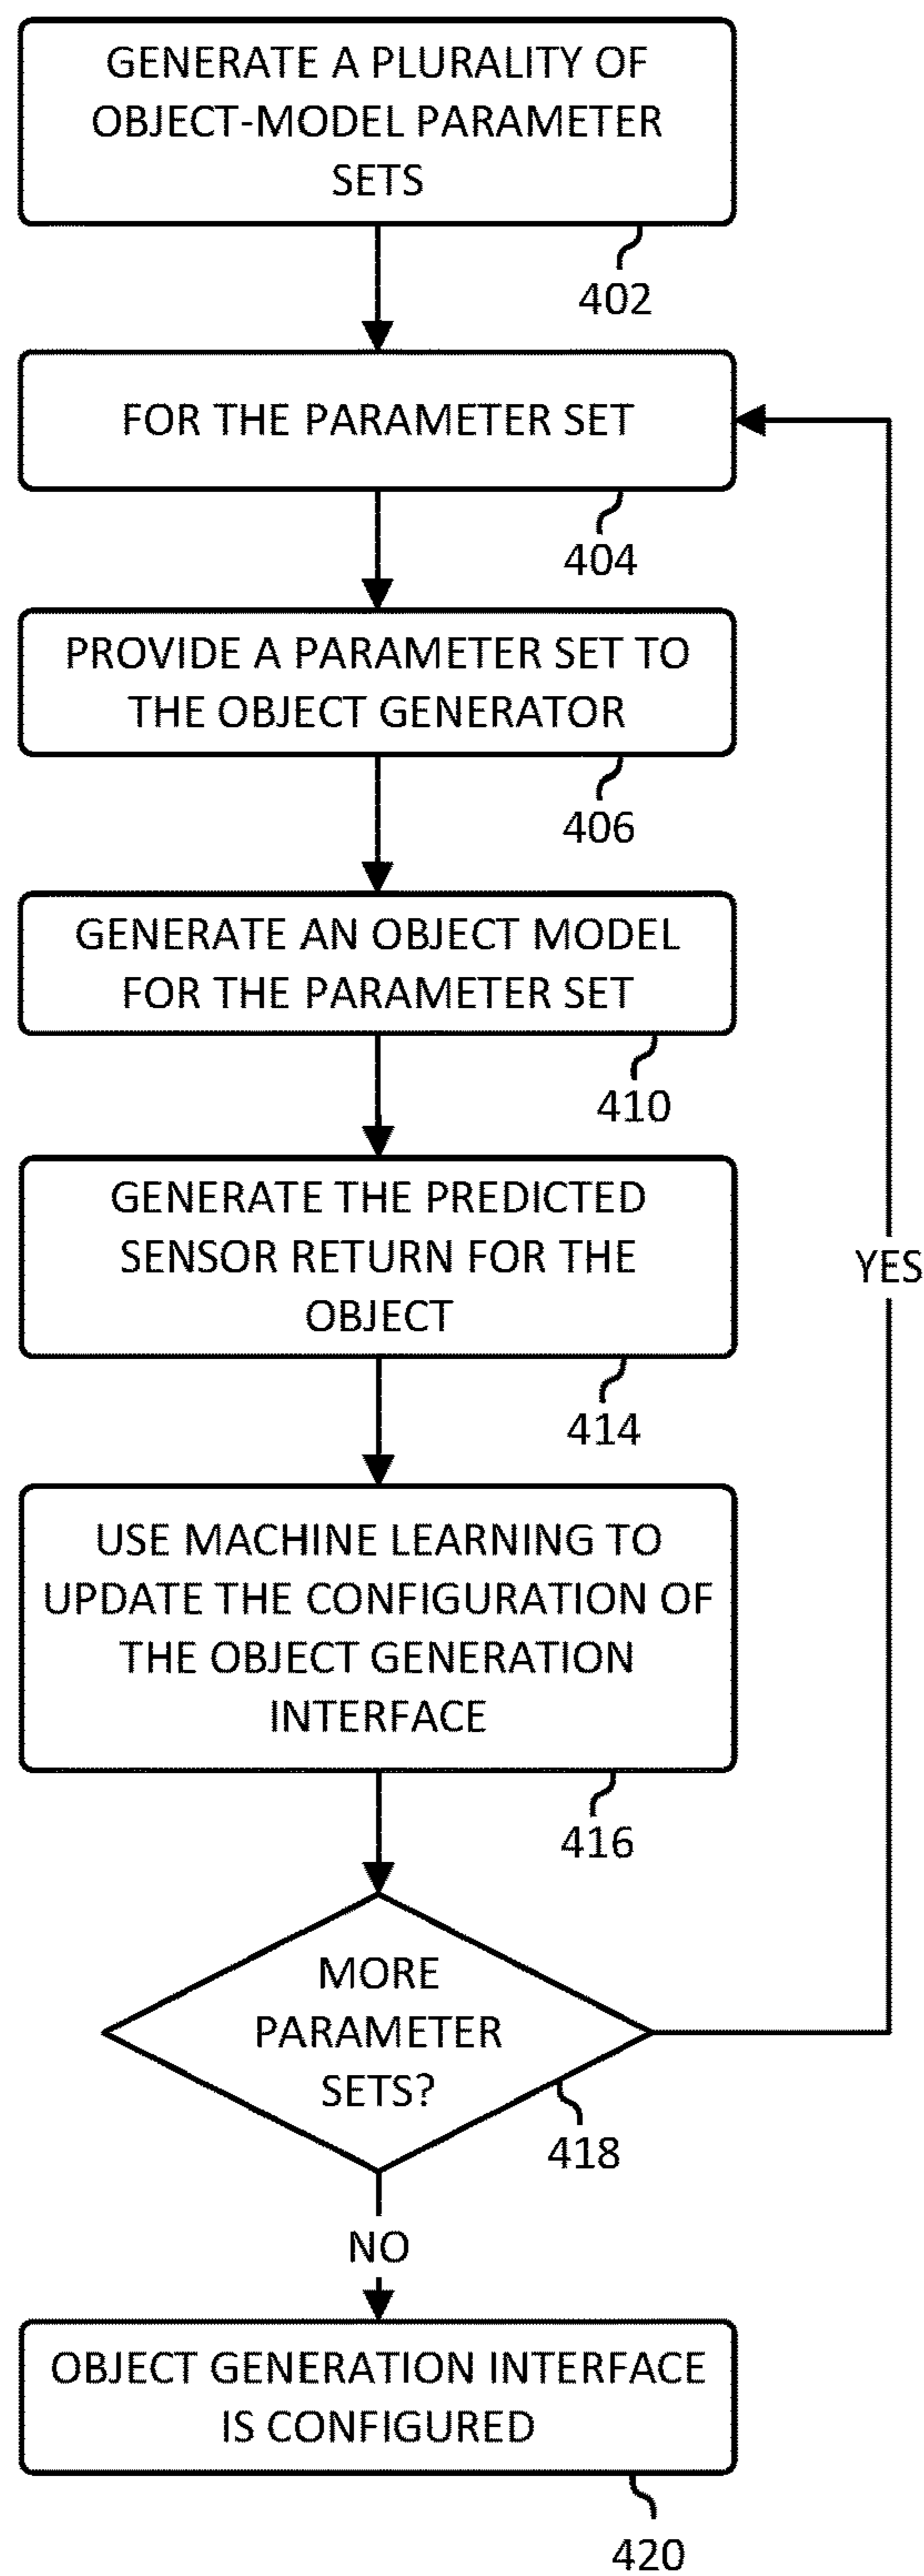 GENERATE A PLURALITY OF
OBJECT-MODEL PARAMETER
SETS
402
FOR THE PARAMETER SET
404
PROVIDE A PARAMETER SET TO
THE OBJECT GENERATOR
406
GENERATE AN OBJECT MODEL
FOR THE PARAMETER SET
410
GENERATE THE PREDICTED
SENSOR RETURN FOR THE
OBJECT
YES
414
USE MACHINE LEARNING TO
UPDATE THE CONFIGURATION OF
THE OBJECT GENERATION
INTERFACE
416
MORE
PARAMETER
SETS?
418
NO
OBJECT GENERATION INTERFACE
IS CONFIGURED
420